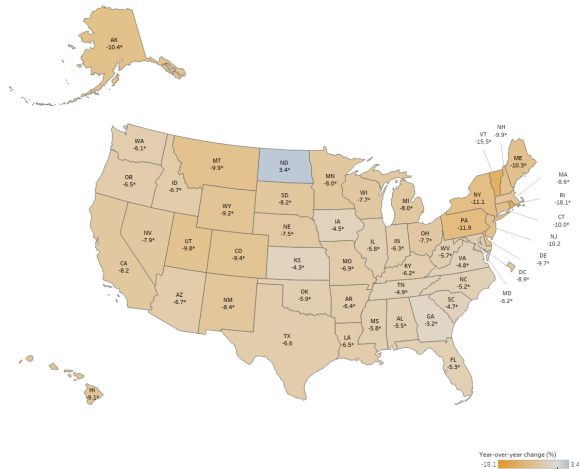 AK
-10.4*
WA
-6.1*
OR
-6.5*
ID
-6.7*
MT
-9.9*
ND
3.4*
MN
-8.0*
SD
-8.2*
WY
-9.2*
WI
-7.7*
MI
-8.0*
NY
-11.1
VT
-15.5*
NH
-9.9*
ME
-10.3*
MA
-8.6*
RI
-18.1*
CT
-10.0*
NJ
-10.2
PA
-11.9
DE
-9.7*
DC
-8.9*
MD
-6.2*
NV
-7.9*
UT
-9.8*
CO
-9.4*
NE
-7.5*
IA
-4.5*
IL
-5.8*
IN
-6.3*
OH
-7.7*
WV
-5.7*
VA
-4.8*
KS
-4.3*
MO
-6.9*
KY
-6.2*
NC
-5.2*
TN
-4.9*
CA
-8.2
AZ
-6.7*
NM
-8.4*
OK
-5.9*
AR
-6.4*
SC
-4.7*
MS
-5.8*
AL
-5.5*
GA
-3.2*
TX
-6.6
LA
-6.5*
FL
-5.3*
HI
-9.1*
Year-over-year change (%)
-18.1 3.4